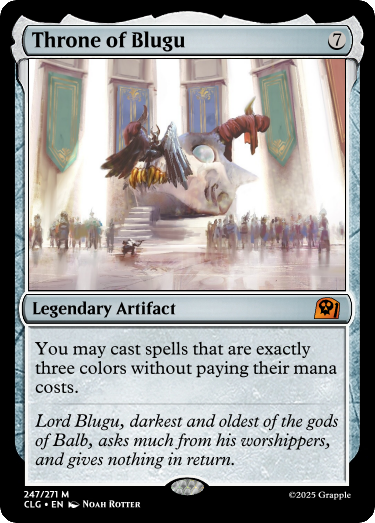 Throne of Blugu 7
Legendary Artifact
You may cast spells that are exactly
three colors without paying their mana
costs.
Lord Blugu, darkest and oldest of the gods
of Balb, asks much from his worshippers,
and gives nothing in return.
247/271 M
CLG • EN Noah Rotter
©2025 Grapple